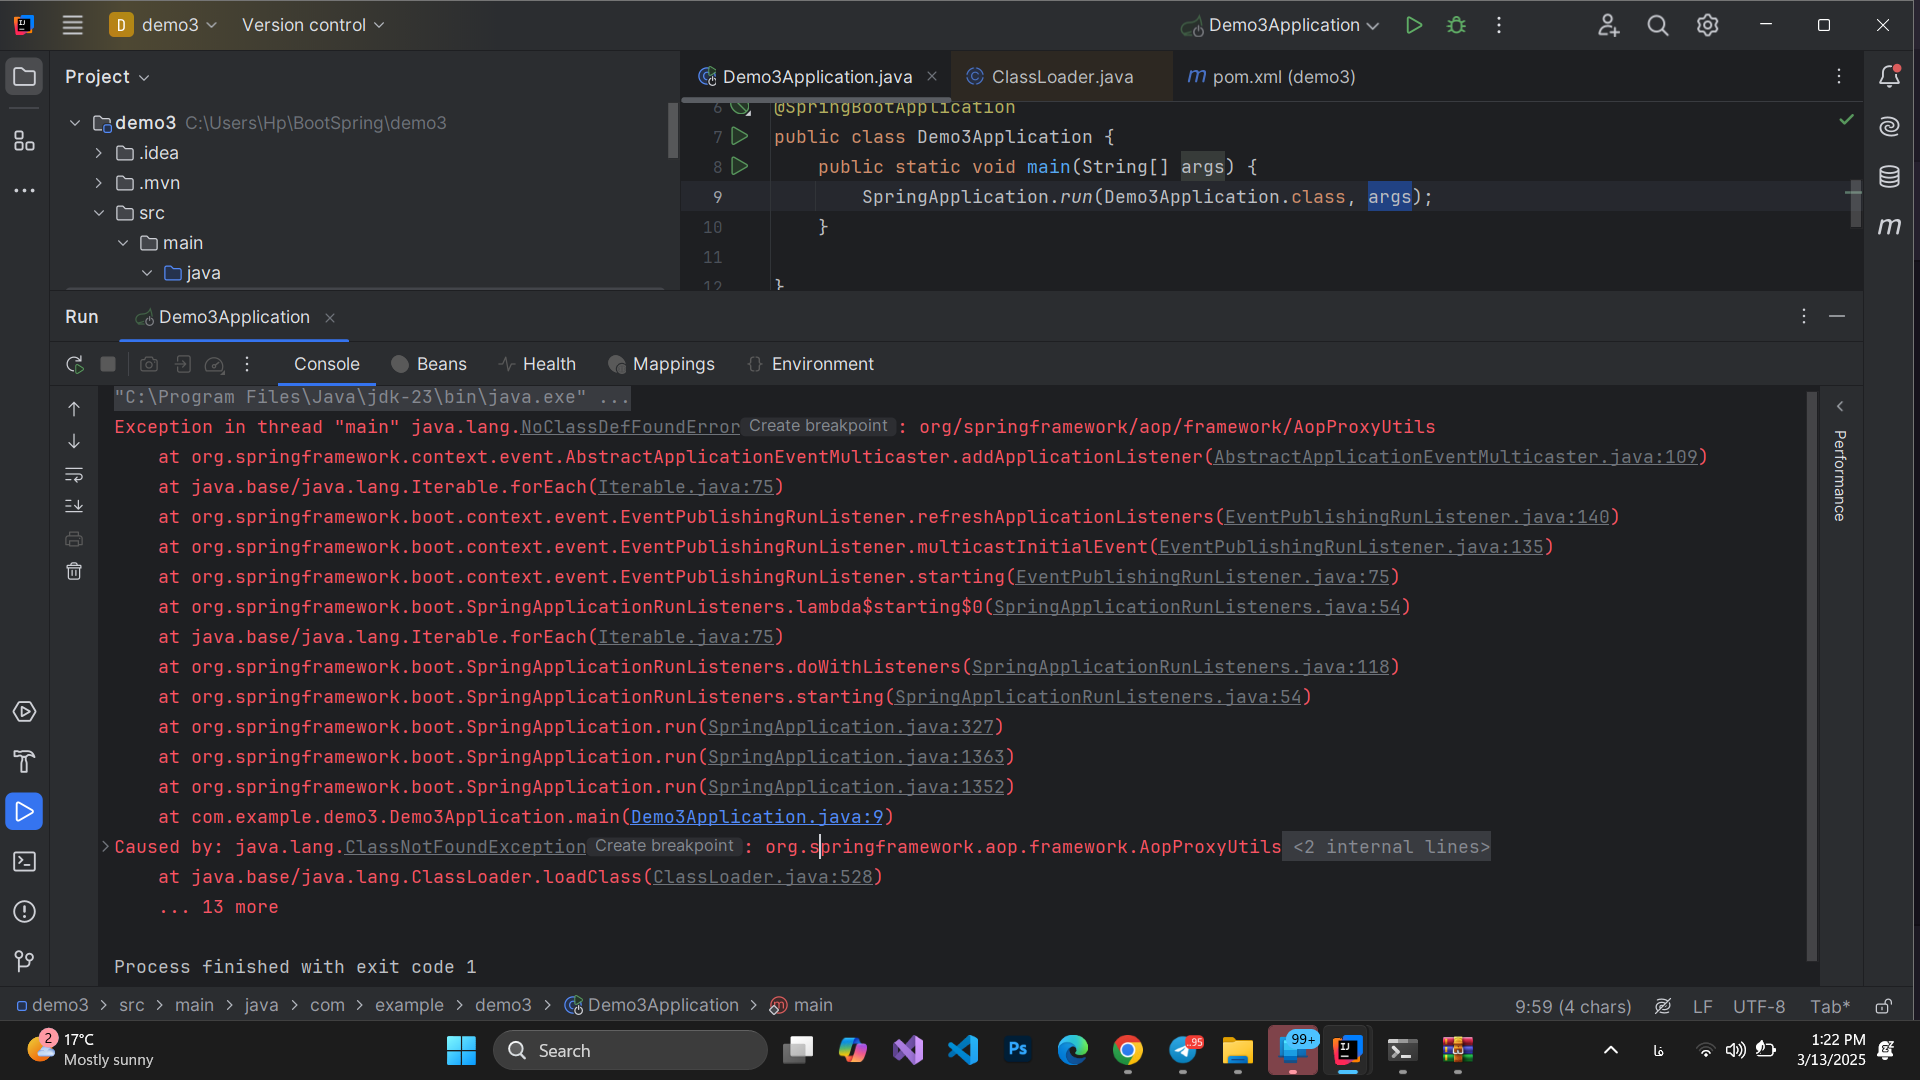 D demo3
Version control
Demo3Application
Project
Demo3Application.java
ClassLoader.java
m pom.xml (demo3)
demo3 C:\Users\Hp\BootSpring\demo3
.idea
.mvn
src
main
java
6 @SpringBootApplication
7 public class Demo3Application {
8 public static void main(String[] args) {
9 SpringApplication.run(Demo3Application.class, args);
10 }
11
12 }
Run
Demo3Application
Console
Beans
Health
Mappings
Environment
"C:\Program Files\Java\jdk-23\bin\java.exe" ...
Exception in thread "main" java.lang.NoClassDefFoundError Create breakpoint : org/springframework/aop/framework/AopProxyUtils
at org.springframework.context.event.AbstractApplicationEventMulticaster.addApplicationListener(AbstractApplicationEventMulticaster.java:109)
at java.base/java.lang.Iterable.forEach(Iterable.java:75)
at org.springframework.boot.context.event.EventPublishingRunListener.refreshApplicationListeners(EventPublishingRunListener.java:140)
at org.springframework.boot.context.event.EventPublishingRunListener.multicastInitialEvent(EventPublishingRunListener.java:135)
at org.springframework.boot.context.event.EventPublishingRunListener.starting(EventPublishingRunListener.java:75)
at org.springframework.boot.SpringApplicationRunListeners.lambda$starting$0(SpringApplicationRunListeners.java:54)
at java.base/java.lang.Iterable.forEach(Iterable.java:75)
at org.springframework.boot.SpringApplicationRunListeners.doWithListeners(SpringApplicationRunListeners.java:118)
at org.springframework.boot.SpringApplicationRunListeners.starting(SpringApplicationRunListeners.java:54)
at org.springframework.boot.SpringApplication.run(SpringApplication.java:327)
at org.springframework.boot.SpringApplication.run(SpringApplication.java:1363)
at org.springframework.boot.SpringApplication.run(SpringApplication.java:1352)
at com.example.demo3.Demo3Application.main(Demo3Application.java:9)
Caused by: java.lang.ClassNotFoundException Create breakpoint : org.springframework.aop.framework.AopProxyUtils <2 internal lines>
at java.base/java.lang.ClassLoader.loadClass(ClassLoader.java:528)
... 13 more
Process finished with exit code 1
Performance
demo3 > src > main > java > com > example > demo3 > Demo3Application > main
9:59 (4 chars)
LF
UTF-8
Tab*
2
17°C
Mostly sunny
Search
Ps
95
99+
فا
1:22 PM
3/13/2025